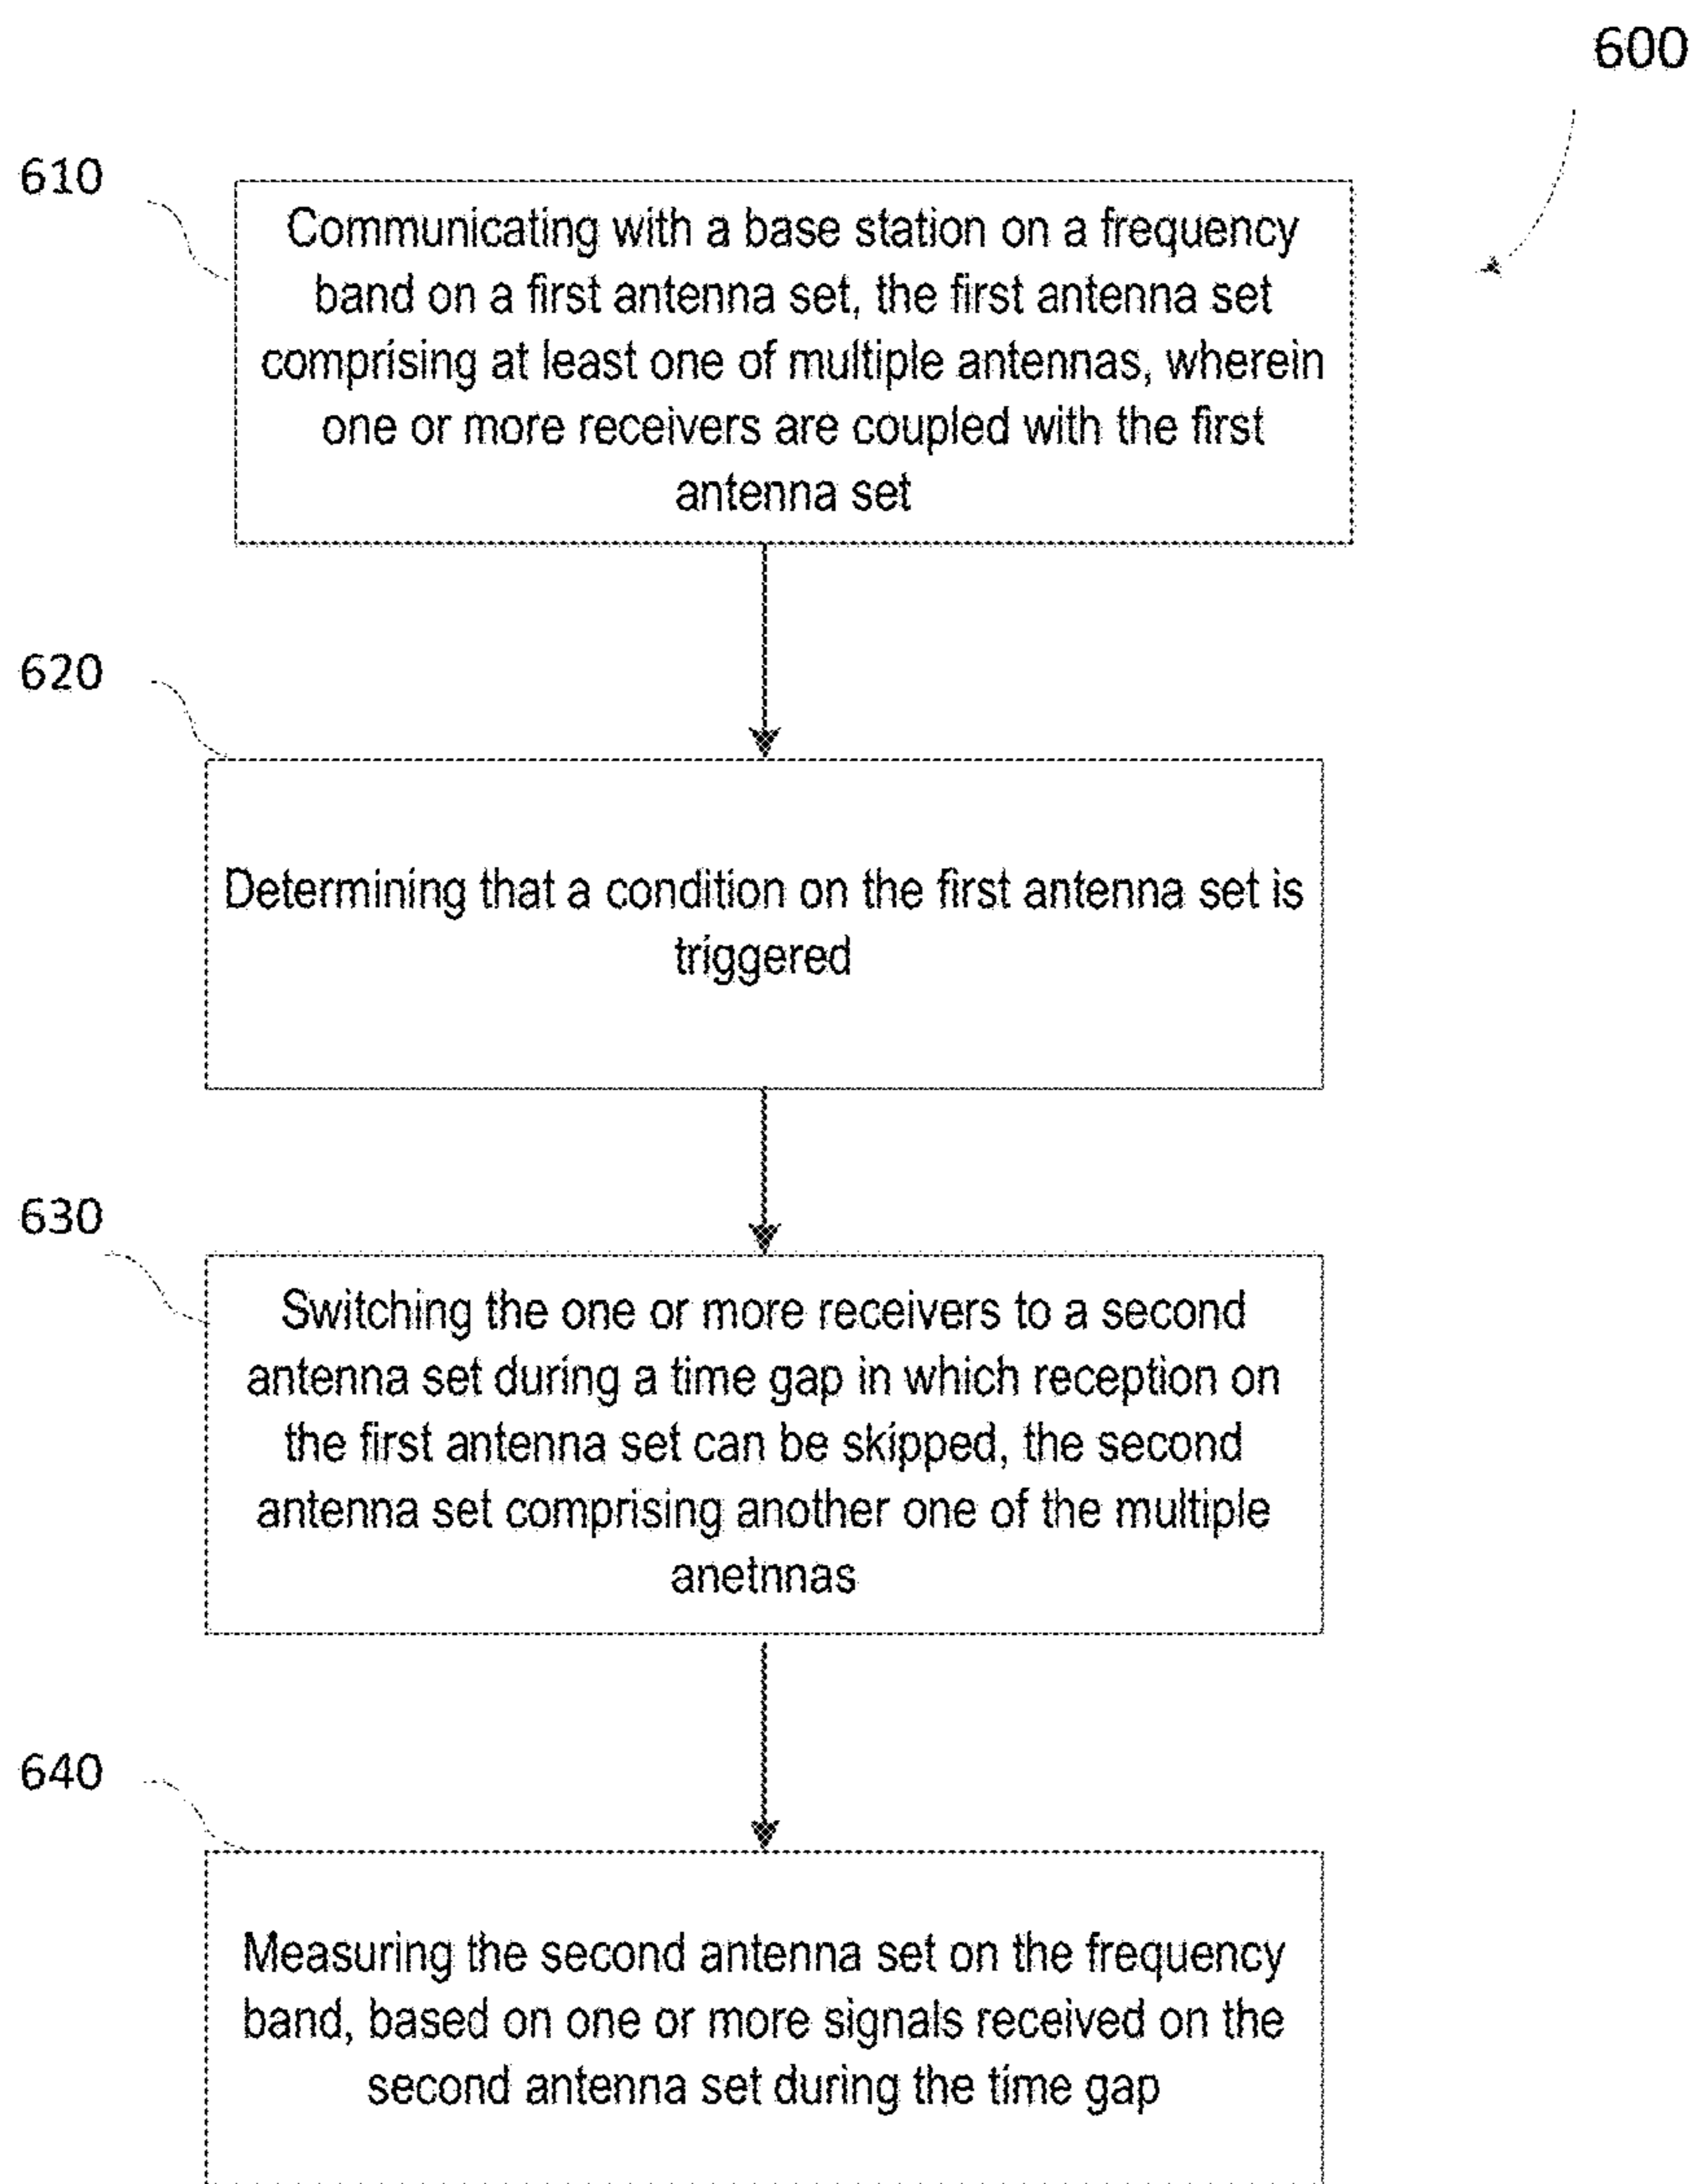 600
610
Communicating with a base station on a frequency
band on a first antenna set, the first antenna set
comprising at least one of multiple antennas, wherein
one or more receivers are coupled with the first
antenna set
620
Determining that a condition on the first antenna set is
triggered
630
Switching the one or more receivers to a second
antenna set during a time gap in which reception on
the first antenna set can be skipped, the second
antenna set comprising another one of the multiple
anetnnas
640
Measuring the second antenna set on the frequency
band, based on one or more signals received on the
second antenna set during the time gap